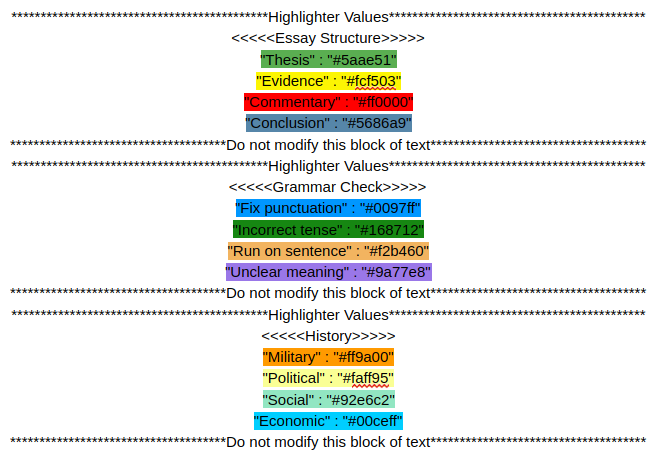 *******************************************Highlighter Values*******************************************
<<<<<Essay Structure>>>>>
"Thesis" : "#5aae51"
"Evidence" : "#fcf503"
"Commentary" : "#ff0000"
"Conclusion" : "#5686a9"
************************************Do not modify this block of text************************************
*******************************************Highlighter Values*******************************************
<<<<<Grammar Check>>>>>
"Fix punctuation" : "#0097ff"
"Incorrect tense" : "#168712"
"Run on sentence" : "#f2b460"
"Unclear meaning" : "#9a77e8"
************************************Do not modify this block of text************************************
*******************************************Highlighter Values*******************************************
<<<<<History>>>>>
"Military" : "#ff9a00"
"Political" : "#faff95"
"Social" : "#92e6c2"
"Economic" : "#00ceff"
************************************Do not modify this block of text************************************